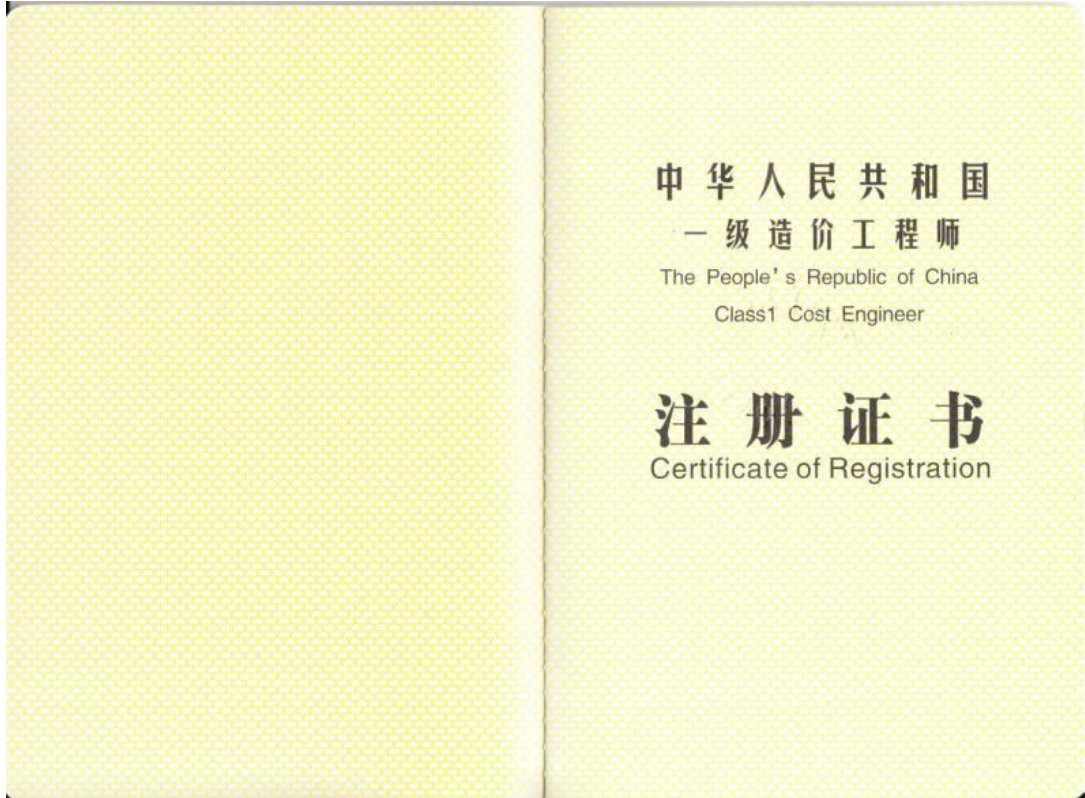 中华人民共和国
一级造价工程师
The People's Republic of China
Class1 Cost Engineer
注册证书
Certificate of Registration